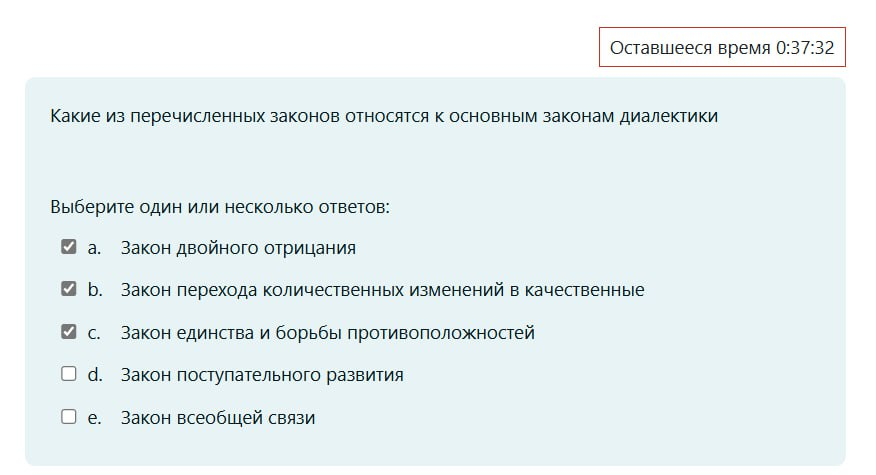 Оставшееся время 0:37:32
Какие из перечисленных законов относятся к основным законам диалектики
Выберите один или несколько ответов:
a. Закон двойного отрицания
b. Закон перехода количественных изменений в качественные
c. Закон единства и борьбы противоположностей
d. Закон поступательного развития
e. Закон всеобщей связи